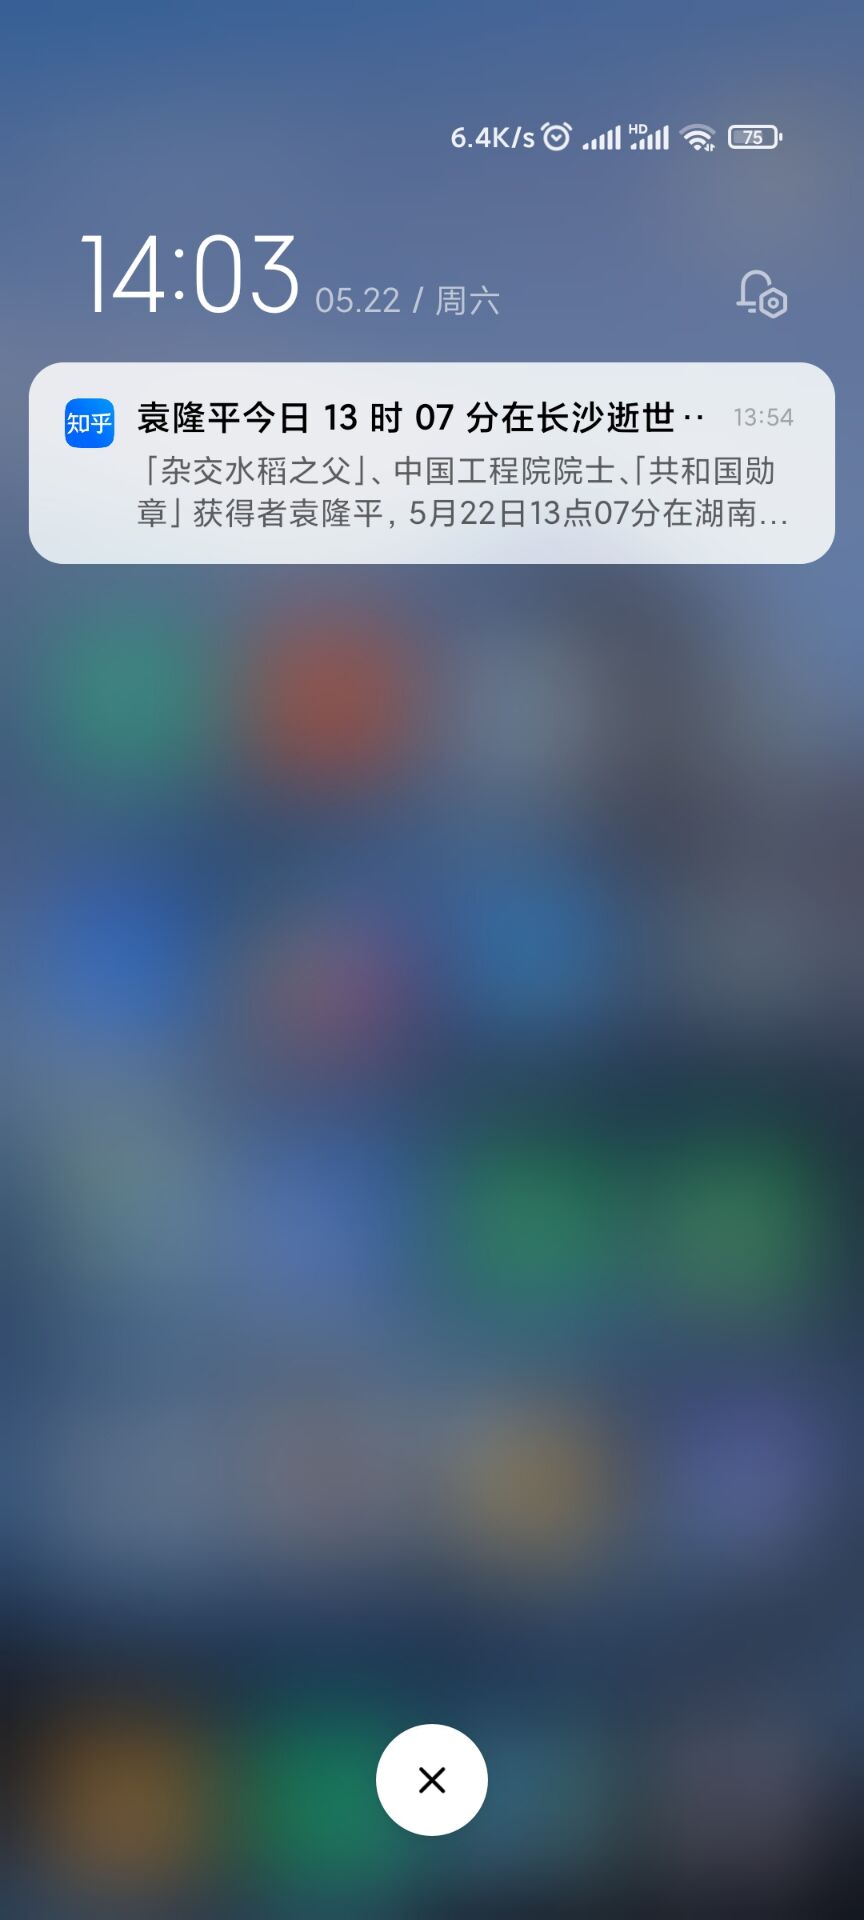 6.4K/s HD 75
14:03 05.22 / 周六
知乎 袁隆平今日 13 时 07 分在长沙逝世·· 13:54
「杂交水稻之父」、中国工程院院士、「共和国勋
章」获得者袁隆平，5月22日13点07分在湖南...